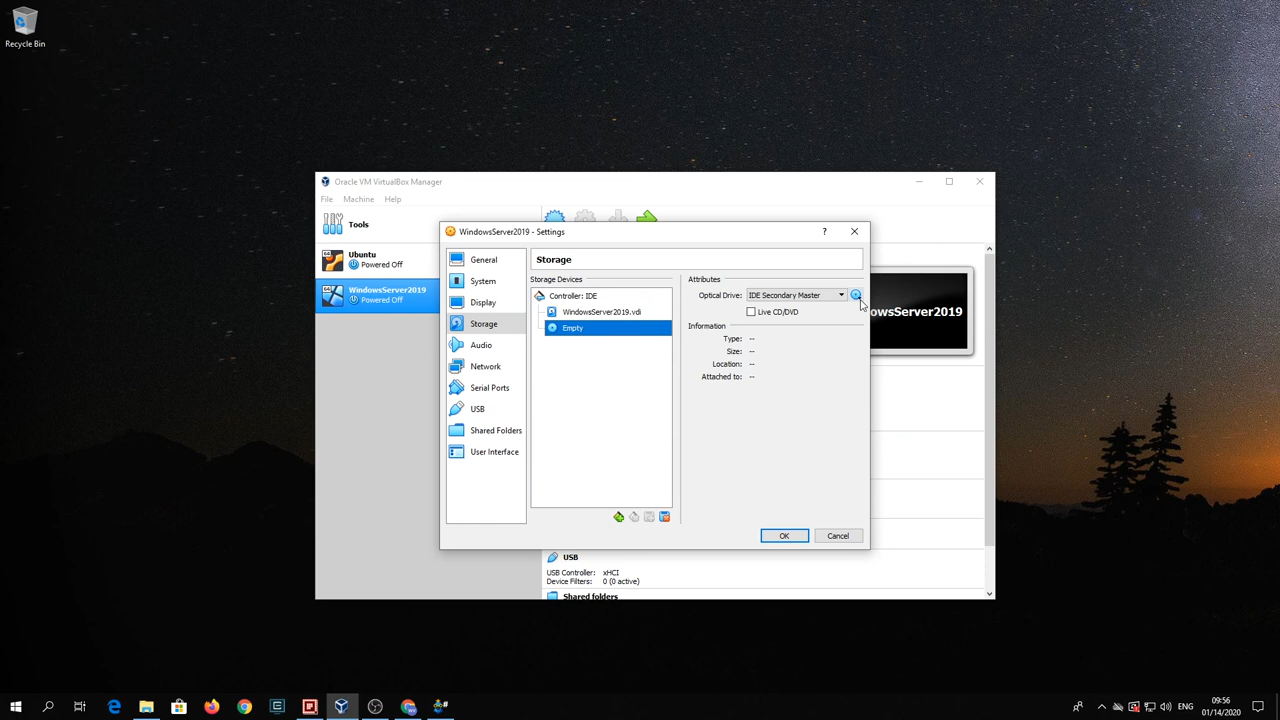 Recycle Bin
Oracle VM VirtualBox Manager
File Machine Help
Tools
Ubuntu
Powered Off
WindowsServer2019
Powered Off
WindowsServer2019 - Settings
?
General
System
Display
Storage
Audio
Network
Serial Ports
USB
Shared Folders
User Interface
Storage
Storage Devices
Controller: IDE
WindowsServer2019.vdi
Empty
Attributes
Optical Drive: IDE Secondary Master
Live CD/DVD
Information
Type: --
Size: --
Location: --
Attached to: --
OK Cancel
owsServer2019
USB
USB Controller: xHCI
Device Filters: 0 (0 active)
Shared folders
ENG
09:56
01/14/2020